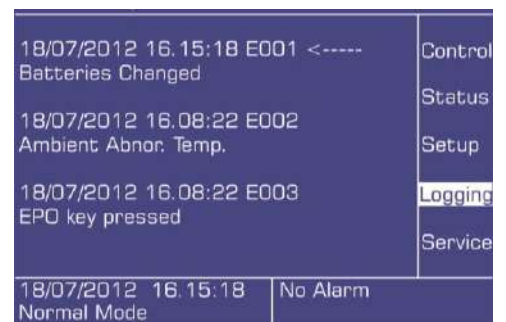 18/07/2012 16.15:18 E001 <-----
Batteries Changed
18/07/2012 16.08:22 E002
Ambient Abnor. Temp.
18/07/2012 16.08:22 E003
EPO key pressed
Control
Status
Setup
Logging
Service
18/07/2012 16.15:18
Normal Mode
No Alarm